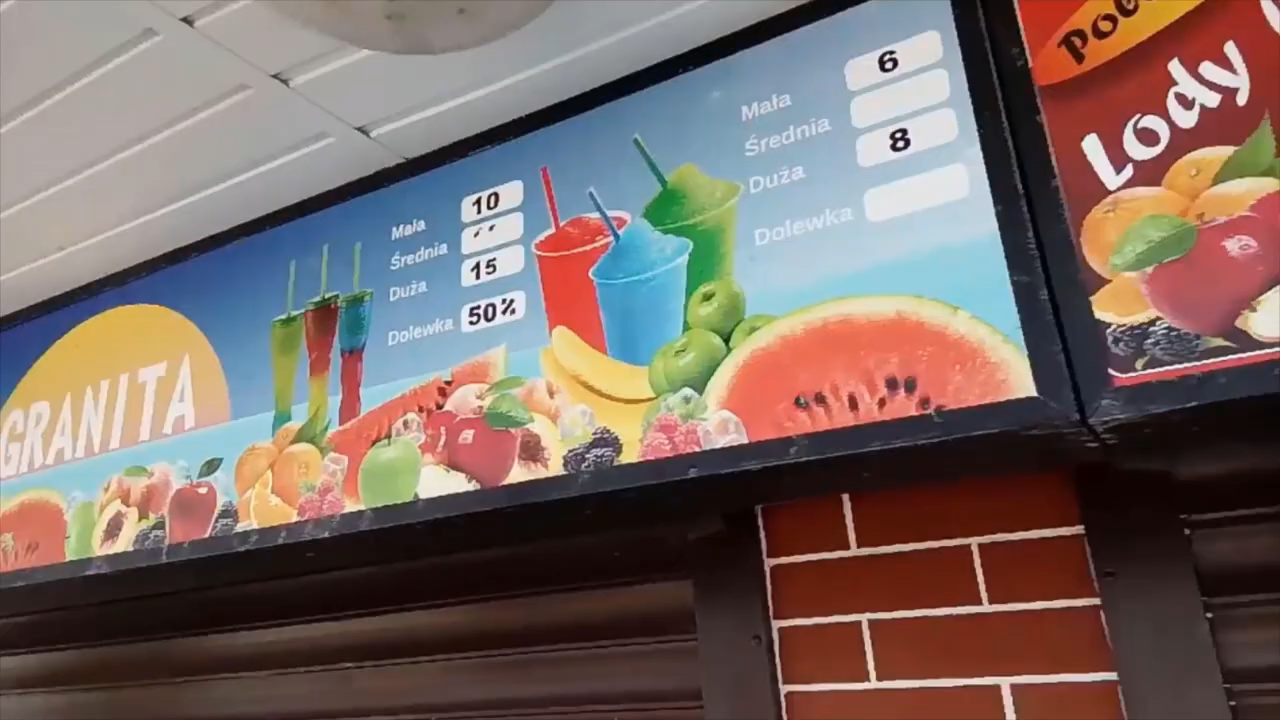 GRANITA
Mała 10
Średnia
Duża 15
Dolewka 50%
Mała 6
Średnia
Duża 8
Dolewka
Lody